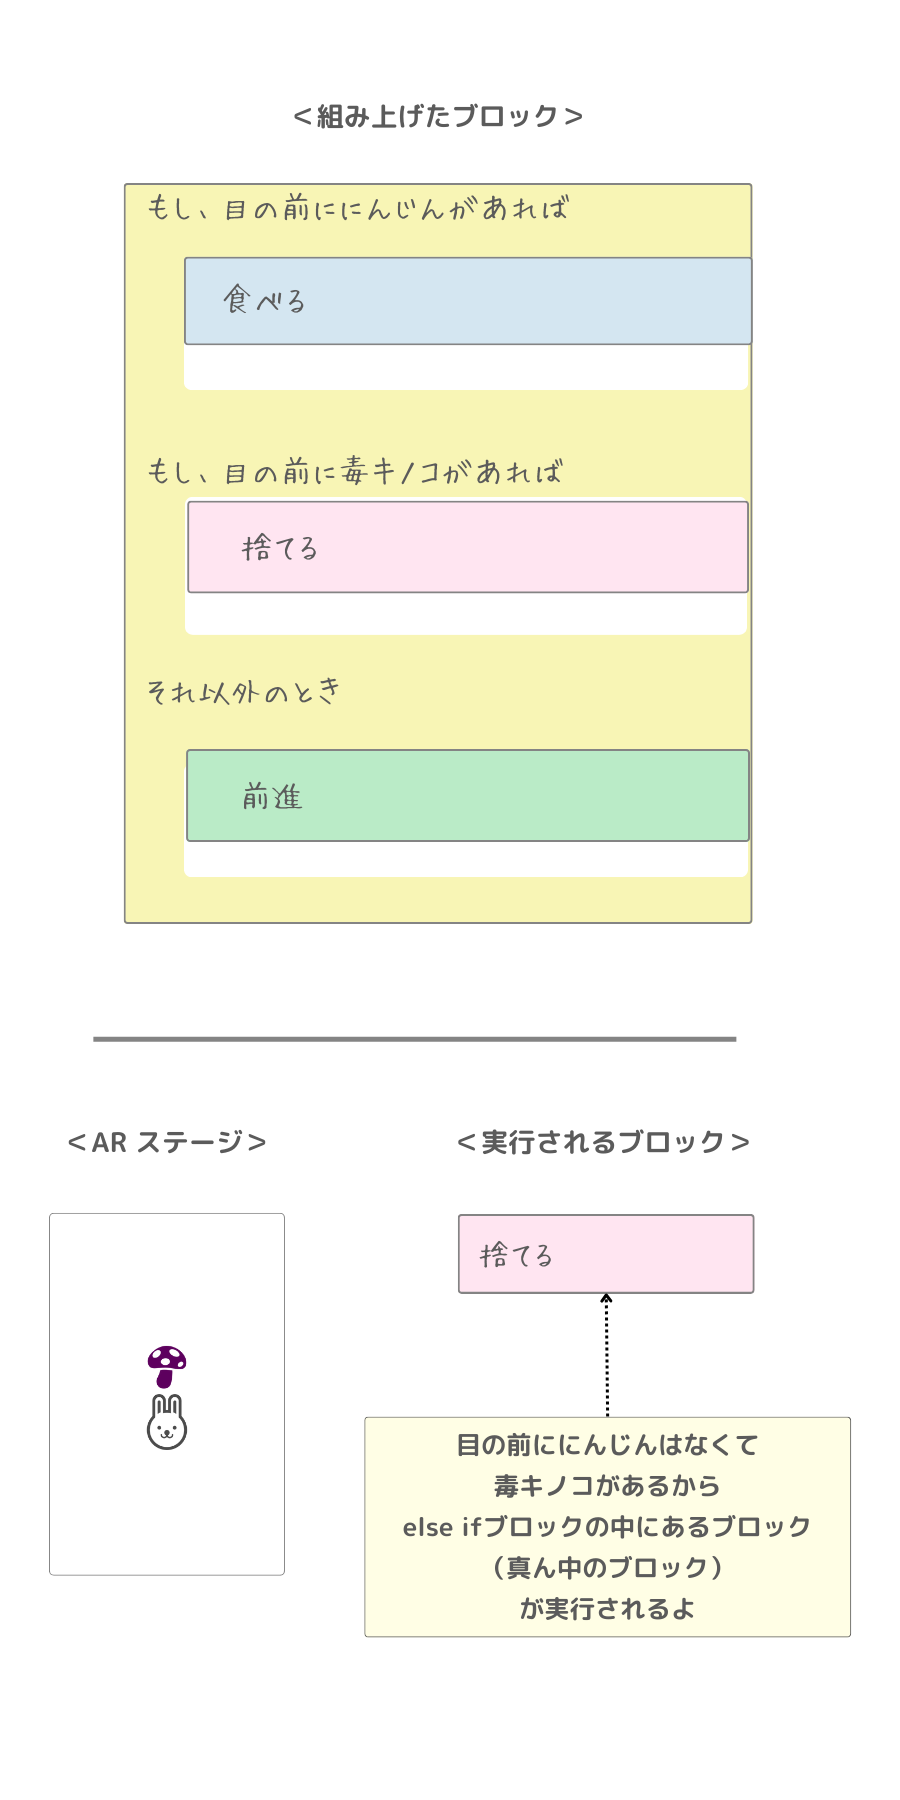 ＜組み上げたブロック＞
もし、目の前ににんじんがあれば
食べる
もし、目の前に毒キノコがあれば
捨てる
それ以外のとき
前進
＜AR ステージ＞
＜実行されるブロック＞
捨てる
目の前ににんじんはなくて
毒キノコがあるから
else ifブロックの中にあるブロック
（真ん中のブロック）
が実行されるよ